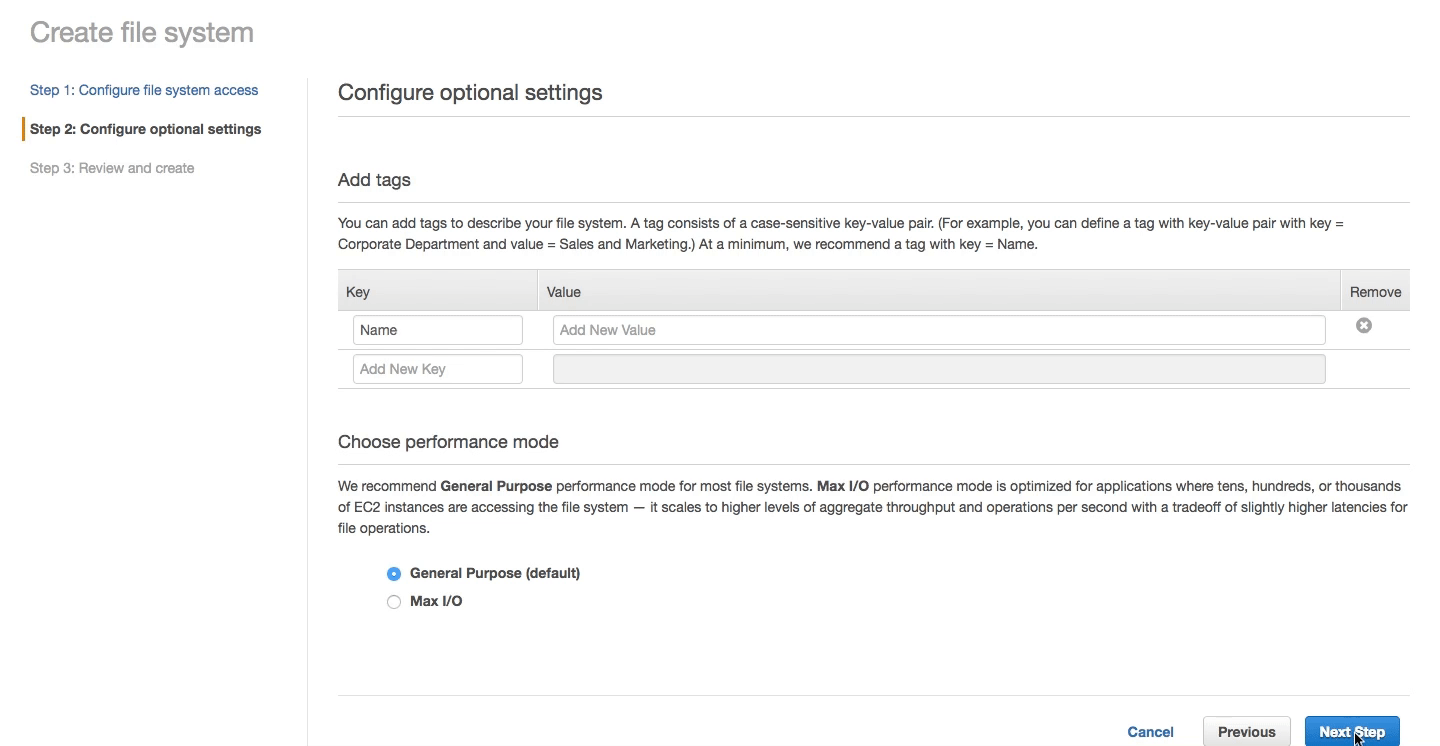 Create file system
Step 1: Configure file system access
Step 2: Configure optional settings
Step 3: Review and create
Configure optional settings
Add tags
You can add tags to describe your file system. A tag consists of a case-sensitive key-value pair. (For example, you can define a tag with key-value pair with key =
Corporate Department and value = Sales and Marketing.) At a minimum, we recommend a tag with key = Name.
Key Value Remove
Name Add New Value
Add New Key
Choose performance mode
We recommend General Purpose performance mode for most file systems. Max I/O performance mode is optimized for applications where tens, hundreds, or thousands
of EC2 instances are accessing the file system — it scales to higher levels of aggregate throughput and operations per second with a tradeoff of slightly higher latencies for
file operations.
General Purpose (default)
Max I/O
Cancel Previous Next Step